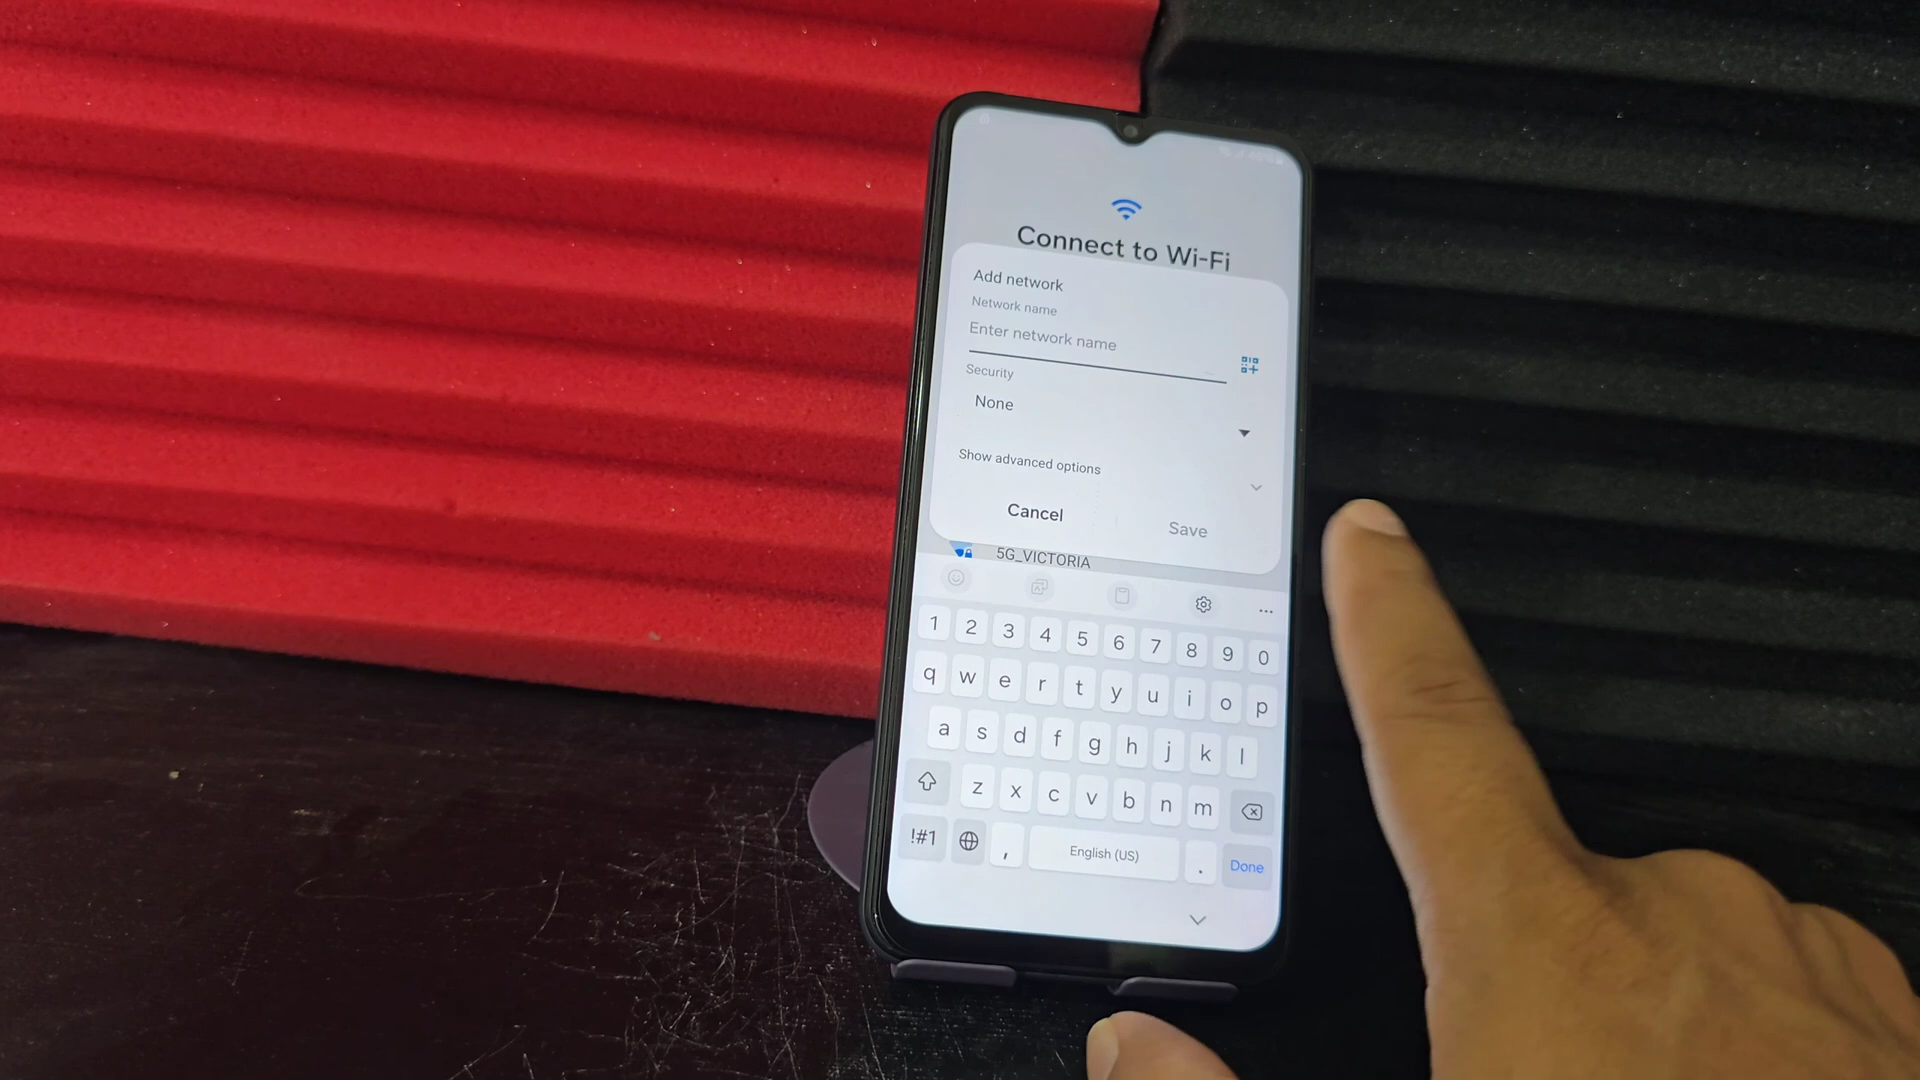 Connect to Wi-Fi
Add network
Network name
Enter network name
Security
None
Show advanced options
Cancel Save
5G_VICTORIA
1 2 3 4 5 6 7 8 9 0
q w e r t y u i o p
a s d f g h j k l
z x c v b n m
!#1 , English (US) . Done